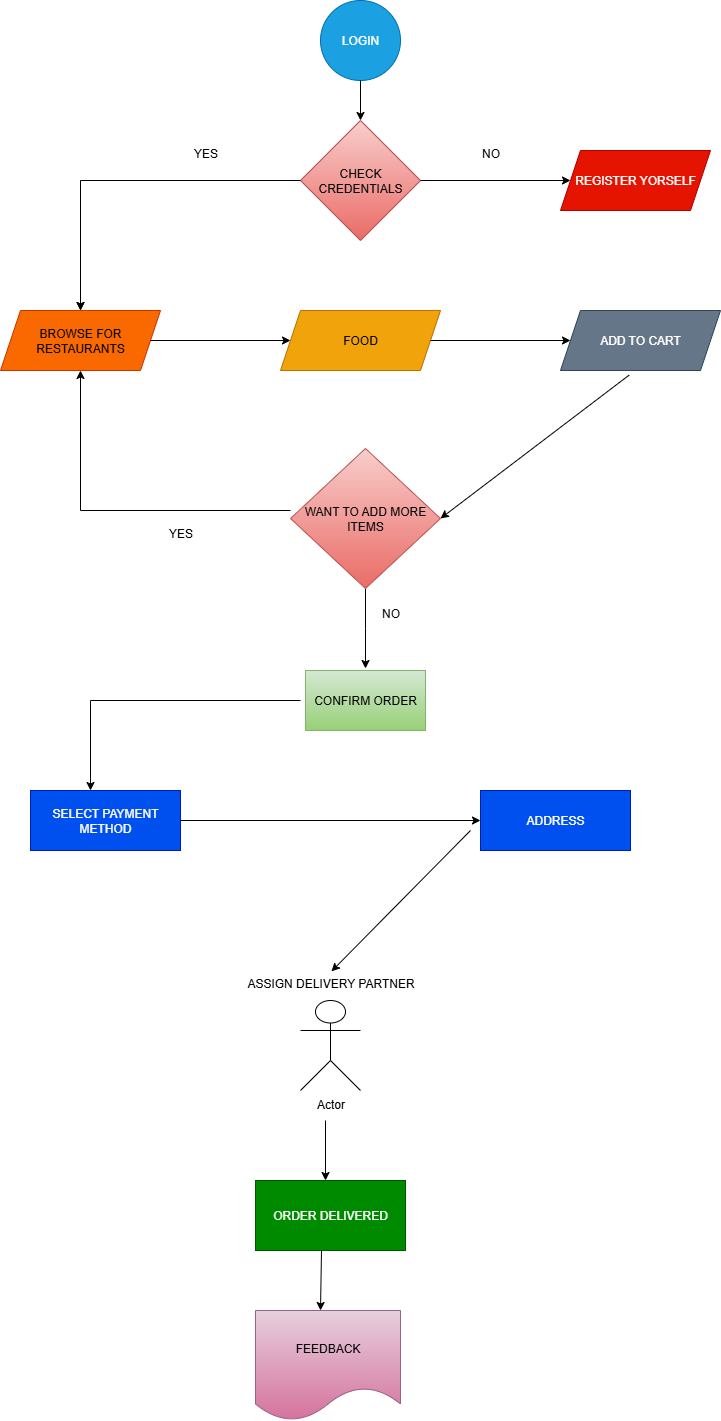 LOGIN
YES
NO
CHECK
CREDENTIALS
REGISTER YORSELF
BROWSE FOR
RESTAURANTS
FOOD
ADD TO CART
WANT TO ADD MORE
ITEMS
YES
NO
CONFIRM ORDER
SELECT PAYMENT
METHOD
ADDRESS
ASSIGN DELIVERY PARTNER
Actor
ORDER DELIVERED
FEEDBACK